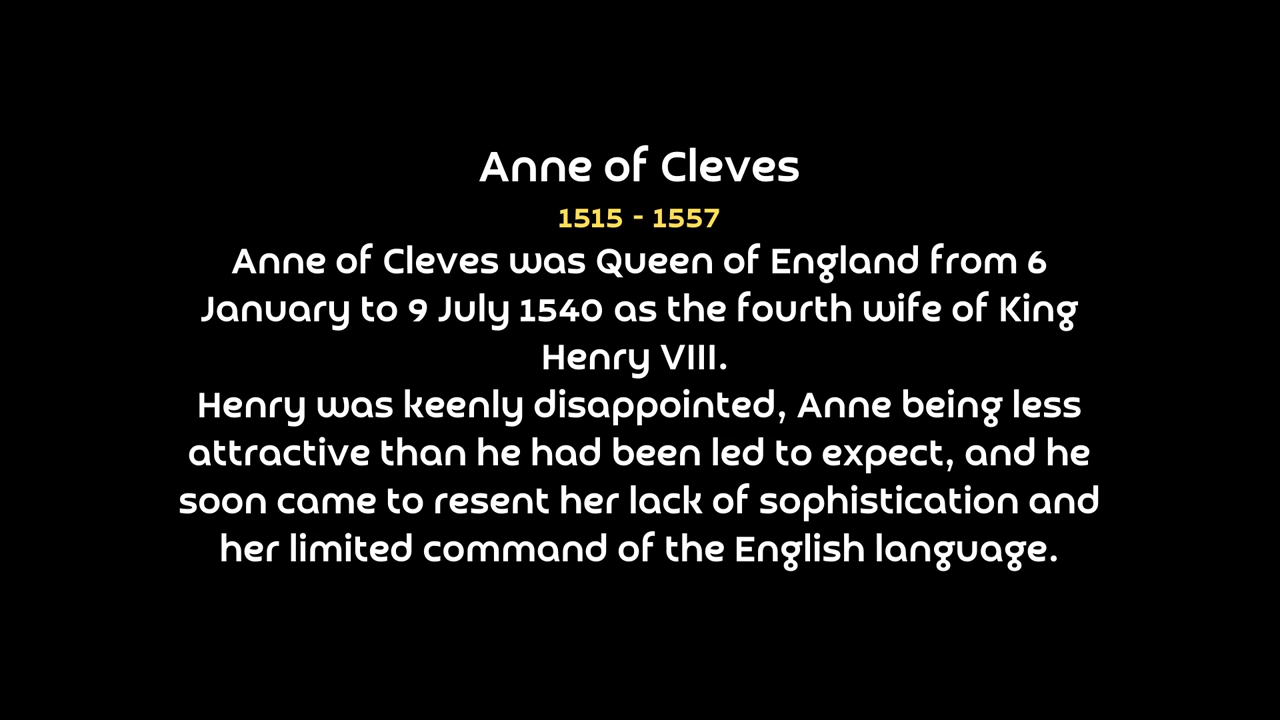 Anne of Cleves
1515 - 1557
Anne of Cleves was Queen of England from 6
January to 9 July 1540 as the fourth wife of King
Henry VIII.
Henry was keenly disappointed, Anne being less
attractive than he had been led to expect, and he
soon came to resent her lack of sophistication and
her limited command of the English language.